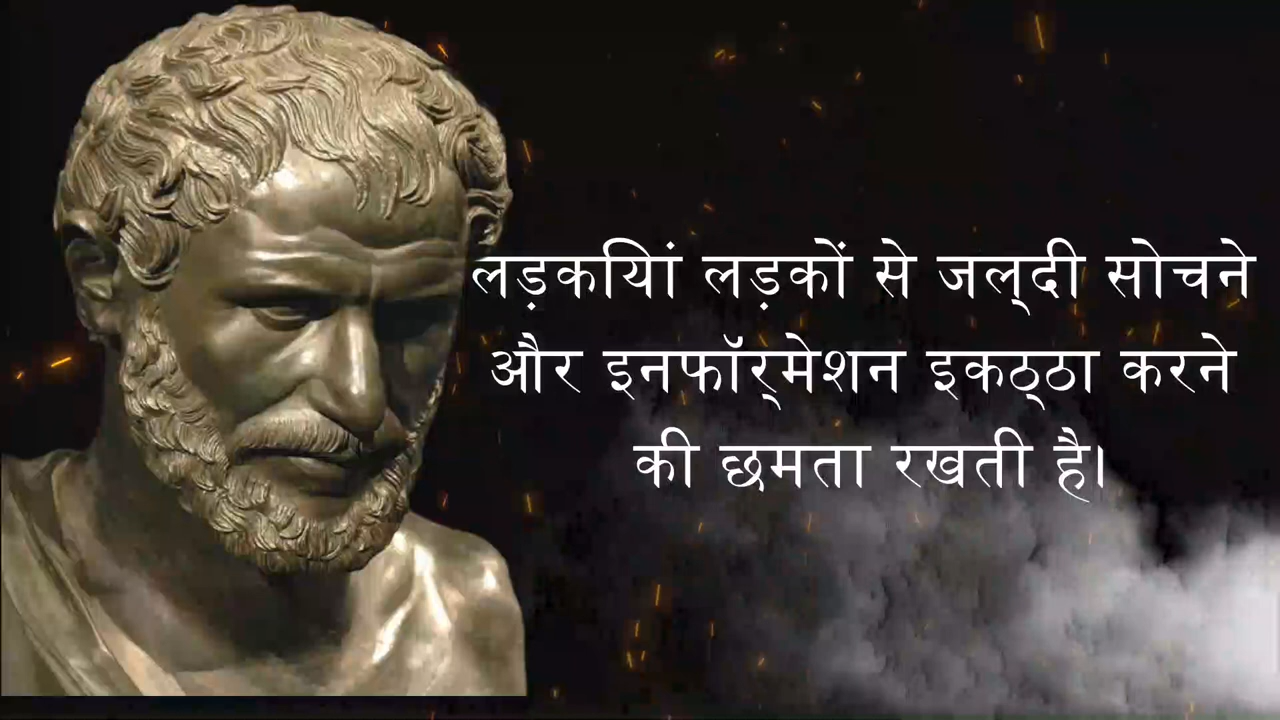 लड़कियां लड़कों से जल्‌दी सोचने
और इनफॉर्‌मेशन इकठ्‌ठा करने
की छमता रखती है।